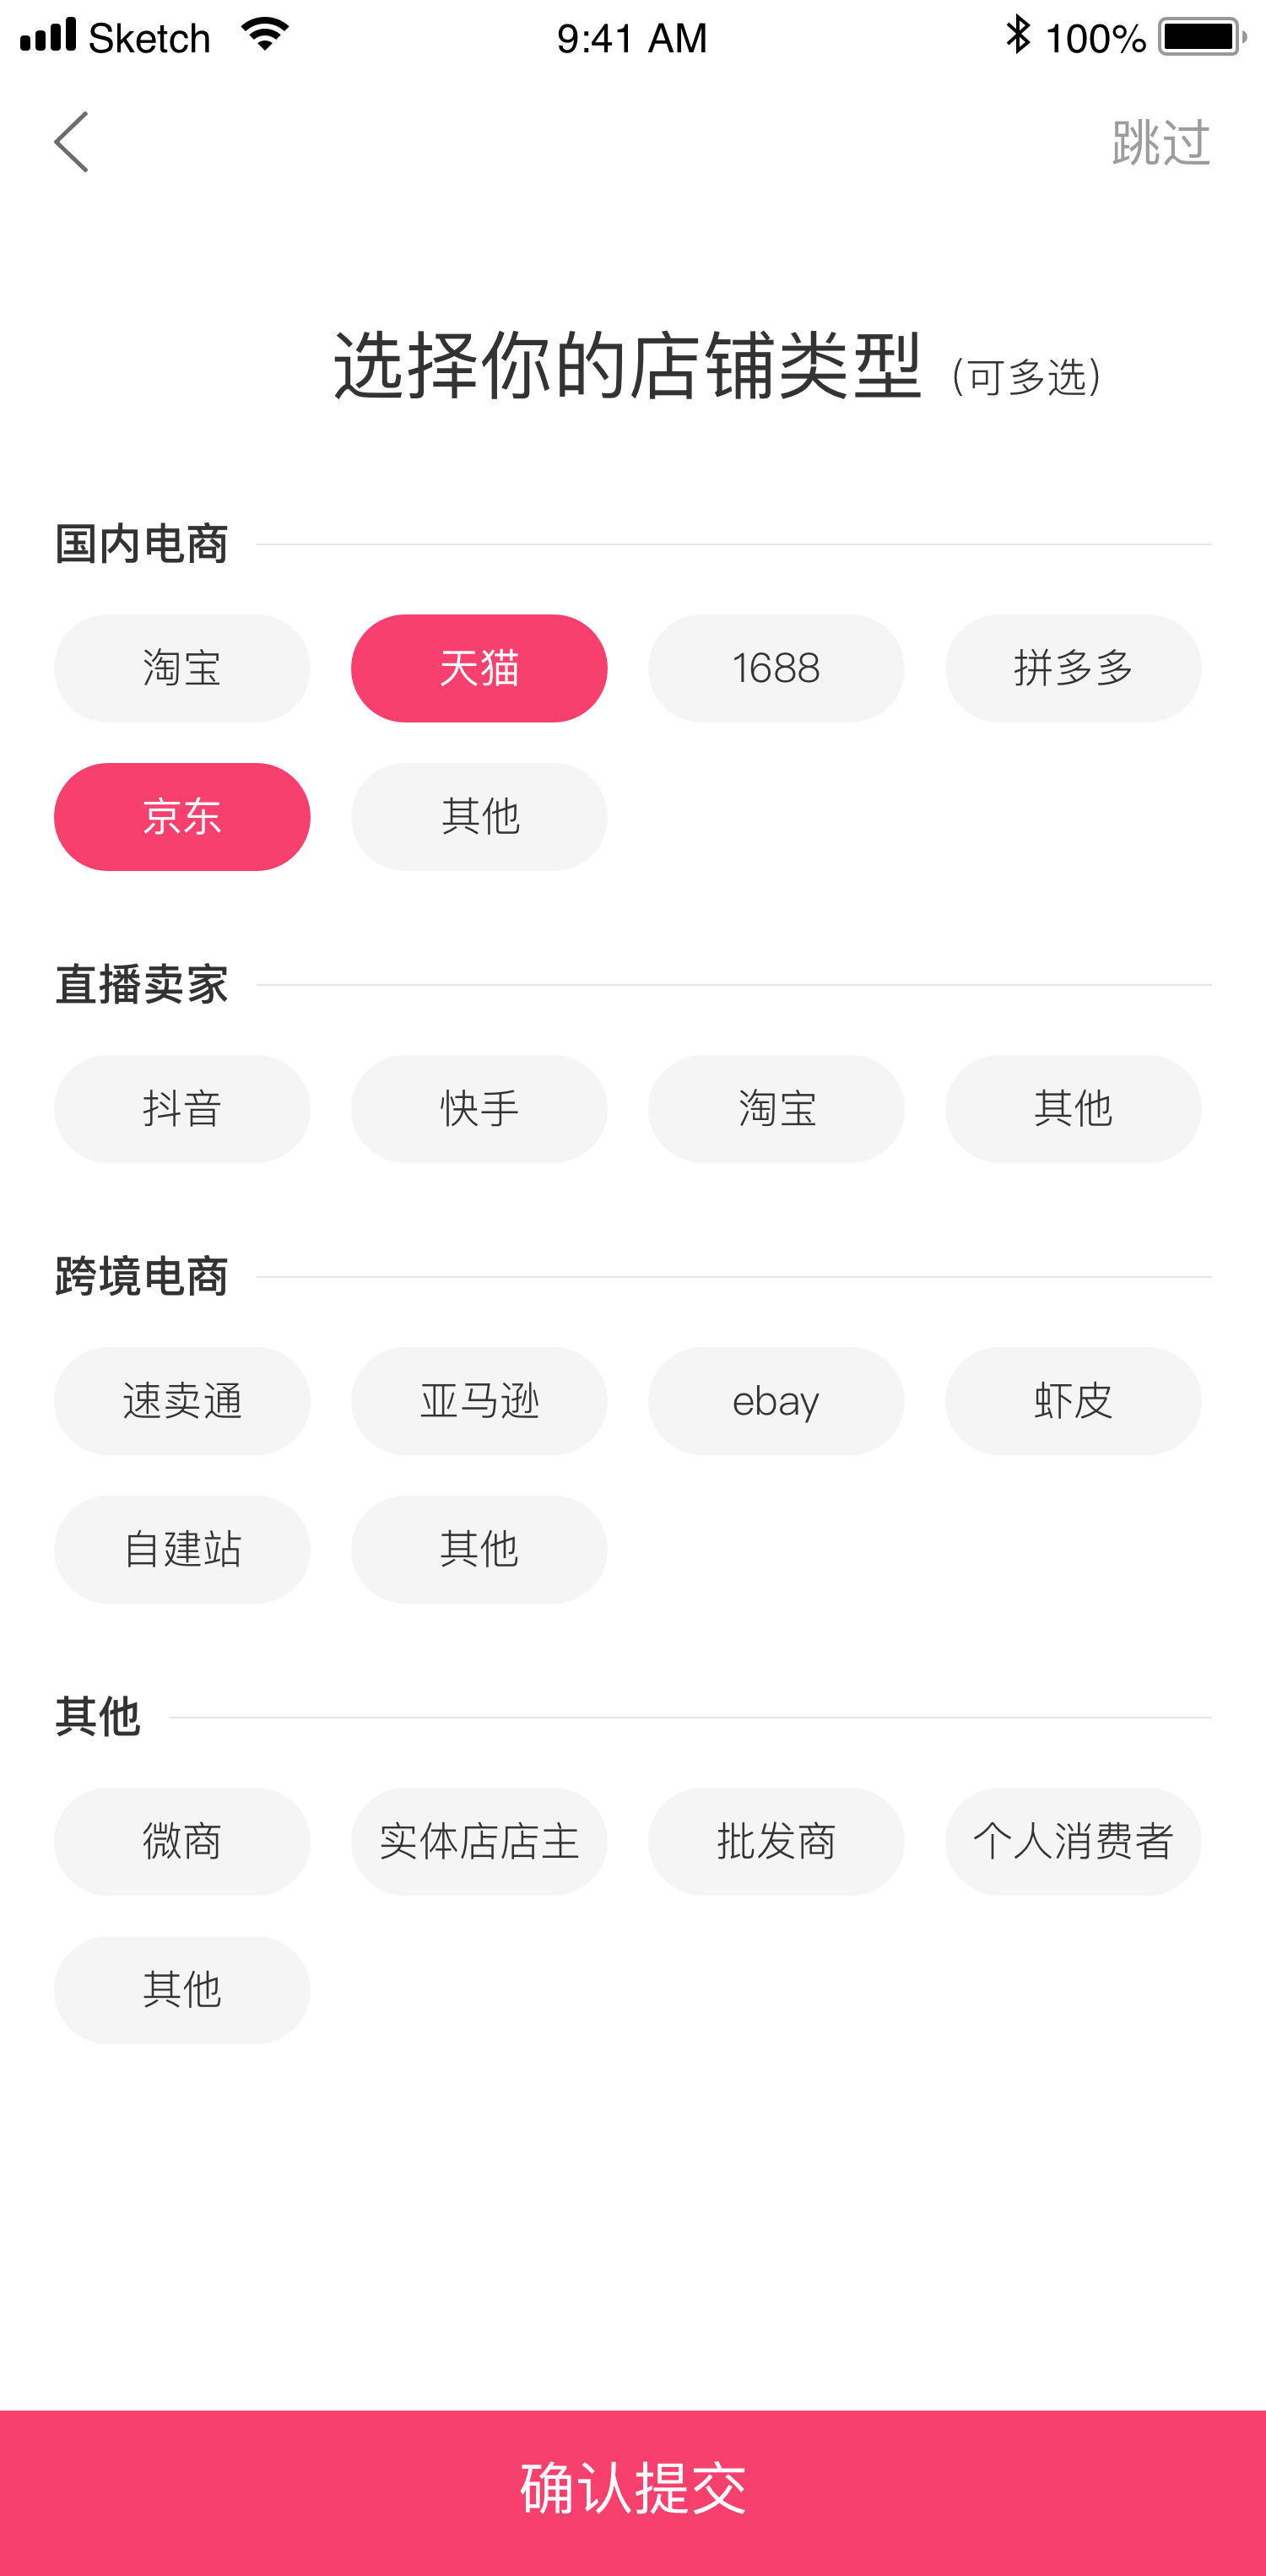 Sketch 9:41 AM 100%
跳过
选择你的店铺类型 (可多选)
国内电商
淘宝 天猫 1688 拼多多
京东 其他
直播卖家
抖音 快手 淘宝 其他
跨境电商
速卖通 亚马逊 ebay 虾皮
自建站 其他
其他
微商 实体店店主 批发商 个人消费者
其他
确认提交